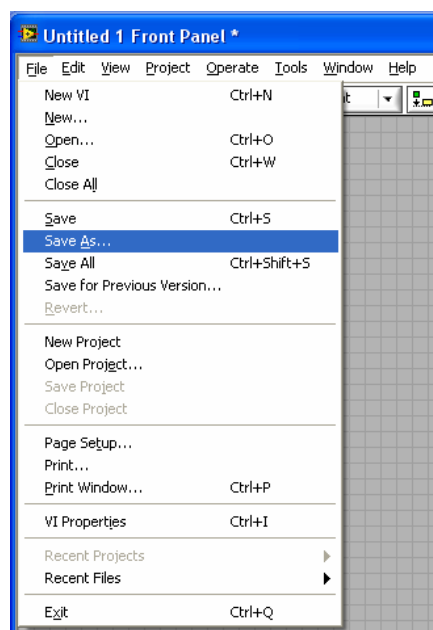 Untitled 1 Front Panel *
File Edit View Project Operate Tools Window Help
New VI Ctrl+N
New...
Open... Ctrl+O
Close Ctrl+W
Close All
Save Ctrl+S
Save As...
Save All Ctrl+Shift+S
Save for Previous Version...
Revert...
New Project
Open Project...
Save Project
Close Project
Page Setup...
Print...
Print Window... Ctrl+P
VI Properties Ctrl+I
Recent Projects
Recent Files
Exit Ctrl+Q